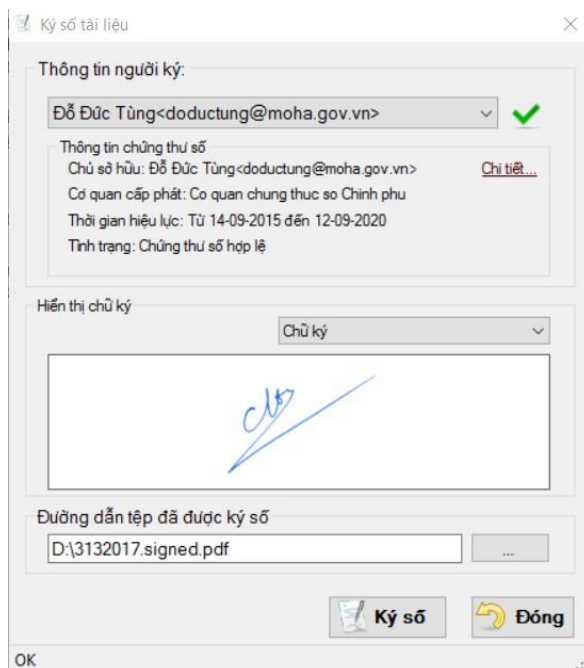 Ký số tài liệu
Thông tin người ký:
Đỗ Đức Tùng<doductung@moha.gov.vn>
Thông tin chứng thư số
Chủ sở hữu: Đỗ Đức Tùng<doductung@moha.gov.vn>
Chi tiết...
Cơ quan cấp phát: Co quan chung thuc so Chinh phu
Thời gian hiệu lực: Từ 14-09-2015 đến 12-09-2020
Tình trạng: Chứng thư số hợp lệ
Hiển thị chữ ký
Chữ ký
Đường dẫn tệp đã được ký số
D:\3132017.signed.pdf
...
Ký số
Đóng
OK